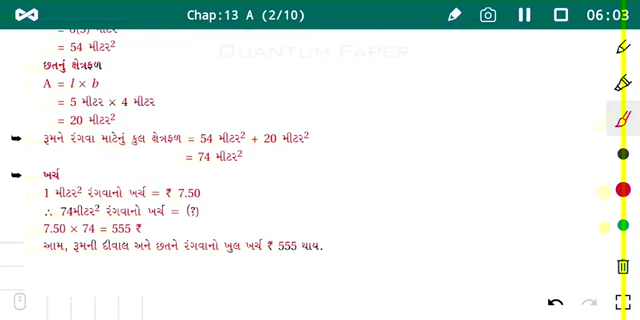 Chap:13 A (2/10)
06:03
QUANTUM PAPER
= 54 મીટર²
છતનું ક્ષેત્રફળ
A = l × b
= 5 મીટર × 4 મીટર
= 20 મીટર²
➥ રૂમને રંગવા માટેનું કુલ ક્ષેત્રફળ = 54 મીટર² + 20 મીટર²
= 74 મીટર²
➥ ખર્ચ
1 મીટર² રંગવાનો ખર્ચ = ₹ 7.50
∴ 74મીટર² રંગવાનો ખર્ચ = (?)
7.50 × 74 = 555 ₹
આમ, રૂમની દીવાલ અને છતને રંગવાનો ખુલ ખર્ચ ₹ 555 થાય.